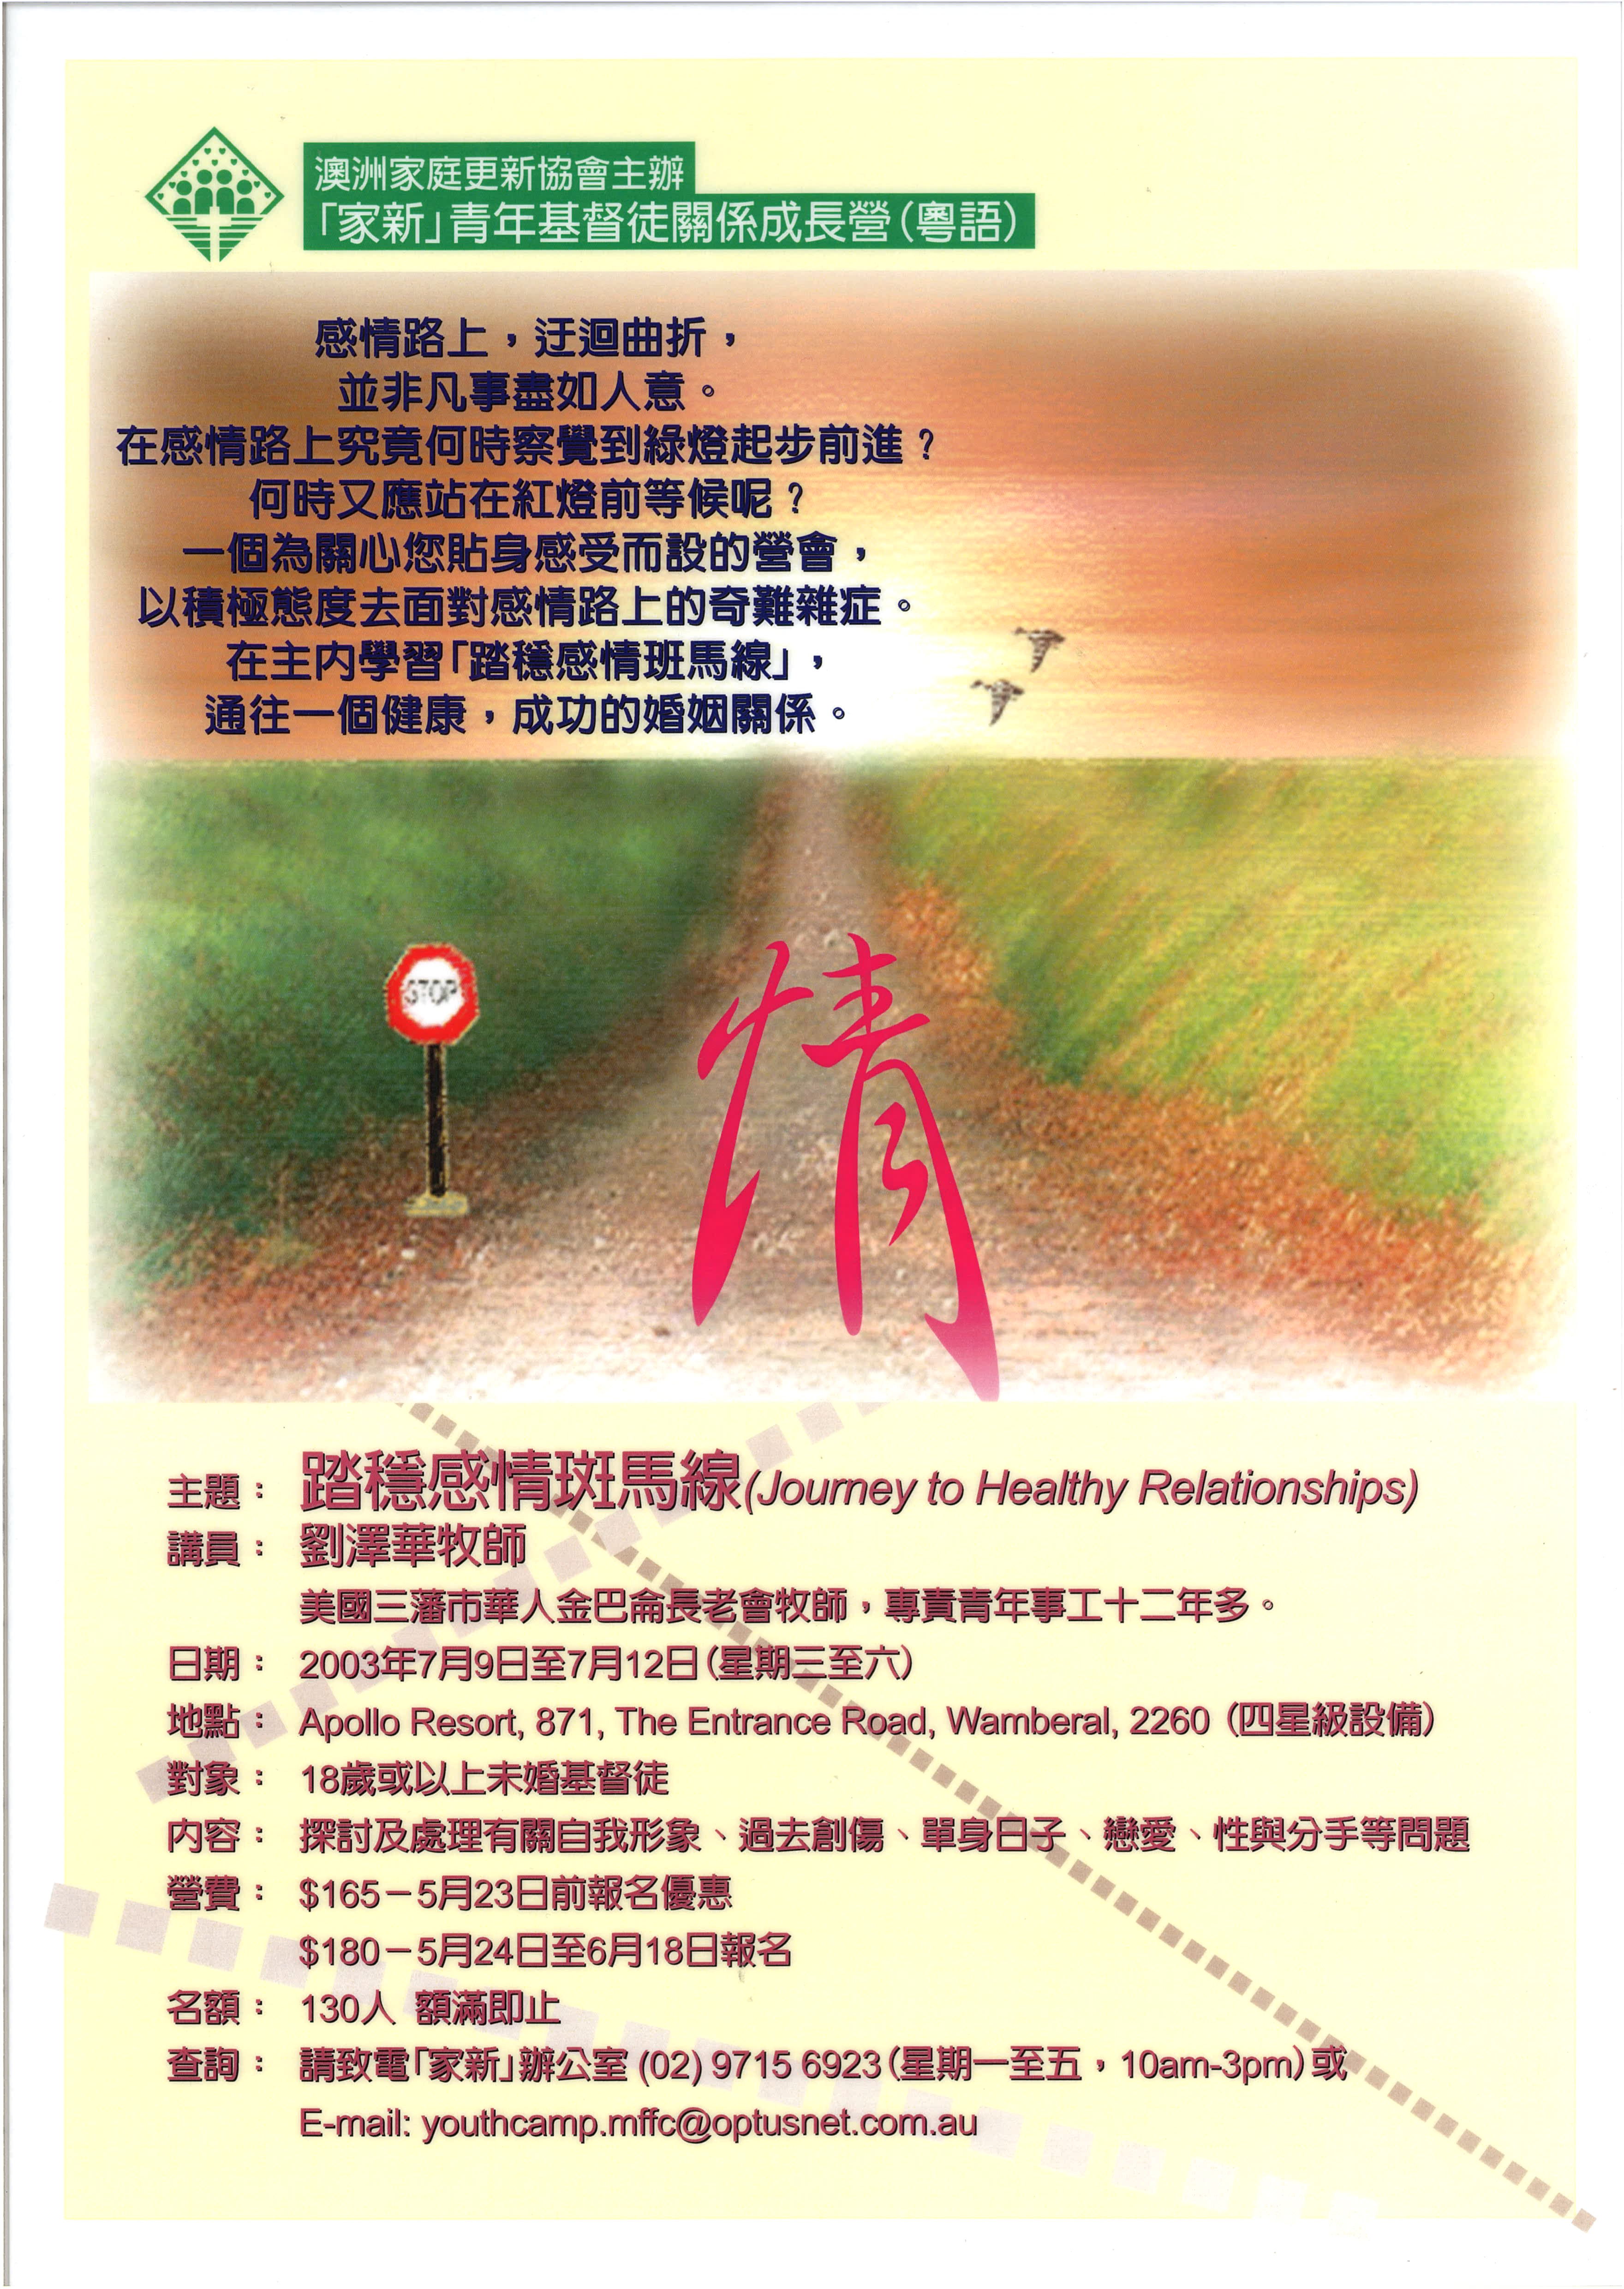 澳洲家庭更新協會主辦
「家新」青年基督徒關係成長營（粵語）
感情路上，迂迴曲折，
並非凡事盡如人意。
在感情路上究竟何時察覺到綠燈起步前進？
何時又應站在紅燈前等候呢？
一個為關心您貼身感受而設的營會，
以積極態度去面對感情路上的奇難雜症。
在主內學習「踏穩感情班馬線」，
通往一個健康，成功的婚姻關係。
STOP
情
主題： 踏穩感情斑馬線(Journey to Healthy Relationships)
講員： 劉澤華牧師
美國三藩市華人金巴崙長老會牧師，專責青年事工十二年多。
日期： 2003年7月9日至7月12日（星期三至六）
地點： Apollo Resort, 871, The Entrance Road, Wamberal, 2260（四星級設備）
對象： 18歲或以上未婚基督徒
內容： 探討及處理有關自我形象、過去創傷、單身日子、戀愛、性與分手等問題
營費： $165－5月23日前報名優惠
$180－5月24日至6月18日報名
名額： 130人 額滿即止
查詢： 請致電「家新」辦公室 (02) 9715 6923（星期一至五，10am-3pm）或
E-mail: youthcamp.mffc@optusnet.com.au